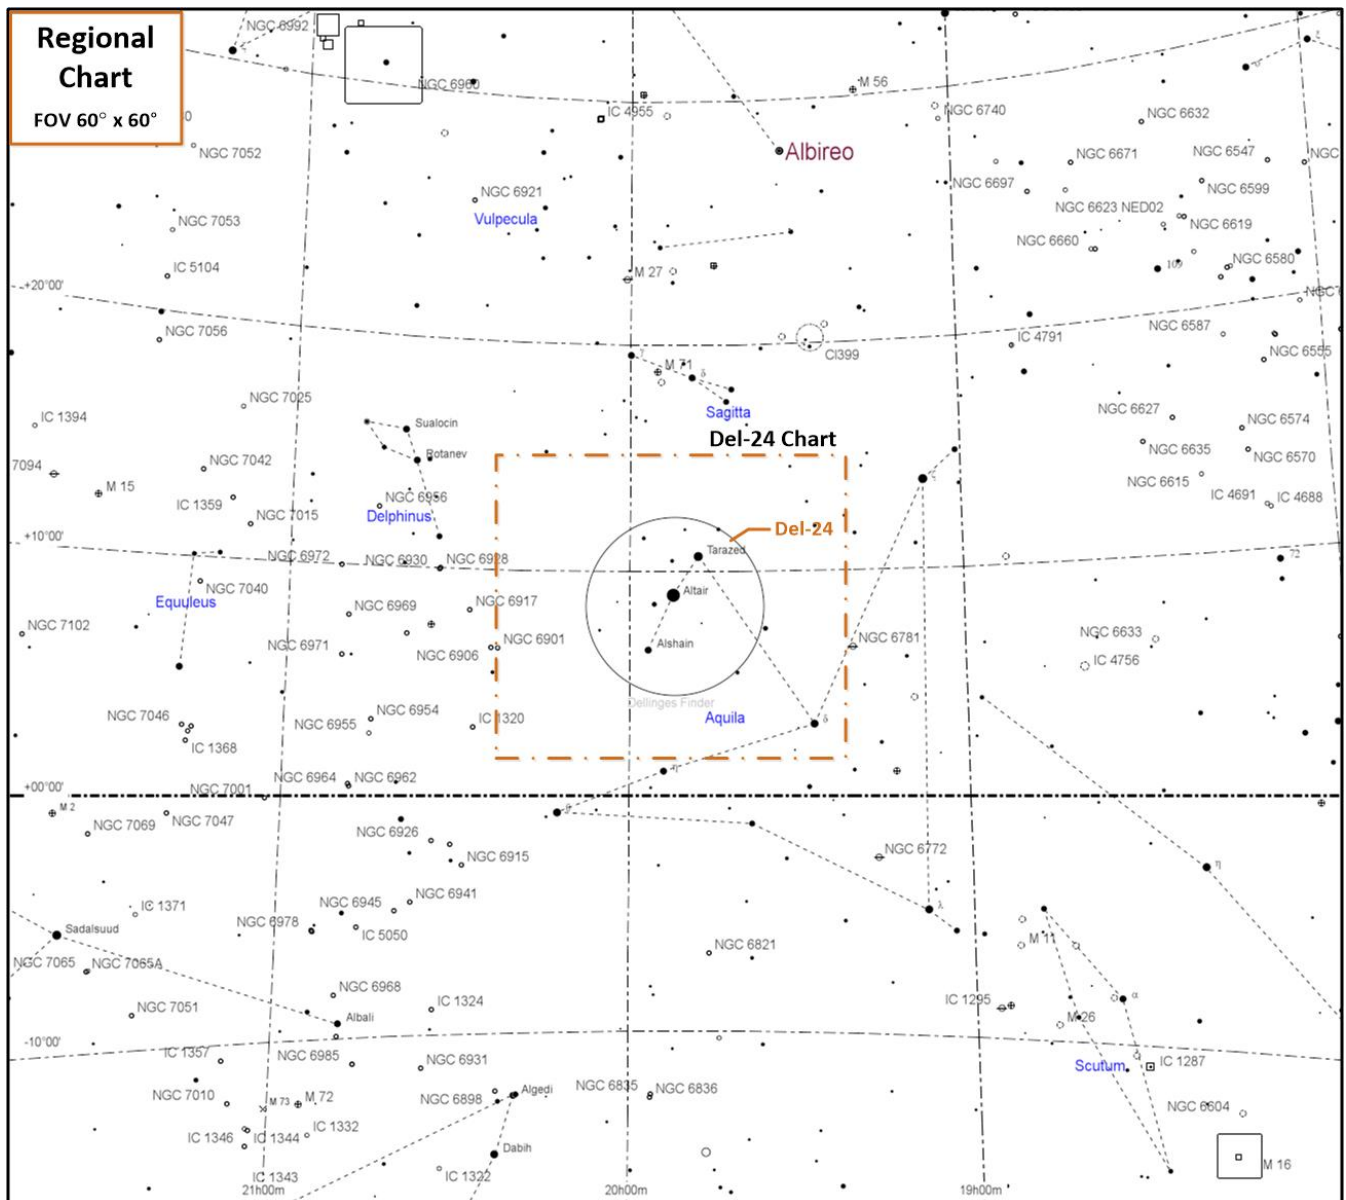 Regional
Chart
FOV 60° x 60°
NGC 6992
NGC 6960
IC 4955
M 56
NGC 6740
NGC 6632
NGC 7052
Albireo
NGC 6671
NGC 6547
NGC
NGC 6697
NGC 6599
NGC 6921
Vulpecula
NGC 6623 NED02
NGC 6619
NGC 7053
NGC 6660
NGC 6580
109
IC 5104
M 27
+20°00'
NGC 7056
NGC 6587
IC 4791
Cl399
NGC 6555
γ
M 71
δ
NGC 7025
Sagitta
IC 1394
Sualocin
NGC 6627
NGC 6574
Del-24 Chart
Rotanev
NGC 6635
NGC 6570
7094
NGC 7042
M 15
IC 1359
NGC 6956
ζ
NGC 6615
IC 4691
IC 4688
Delphinus
NGC 7015
Del-24
+10°00'
NGC 6972
NGC 6930
NGC 6928
Tarazed
72
NGC 7040
Altair
Equuleus
NGC 6969
NGC 6917
NGC 7102
NGC 6971
NGC 6906
NGC 6901
Alshain
NGC 6781
NGC 6633
IC 4756
Dellinges Finder
NGC 7046
NGC 6954
NGC 6955
IC 1320
Aquila
δ
IC 1368
NGC 6964
NGC 6962
η
+00°00'
NGC 7001
M 2
NGC 7069
NGC 7047
θ
NGC 6926
NGC 6915
NGC 6772
η
IC 1371
NGC 6945
NGC 6941
λ
NGC 6978
IC 5050
Sadalsuud
NGC 6821
M 11
NGC 7065
NGC 7065A
NGC 6968
NGC 7051
IC 1324
IC 1295
α
Albali
M 26
-10°00'
IC 1357
NGC 6985
NGC 6931
Scutum
IC 1287
NGC 7010
M 73
M 72
NGC 6898
Algedi
NGC 6835
NGC 6836
NGC 6604
IC 1346
IC 1344
IC 1332
Dabih
IC 1343
IC 1322
M 16
21h00m
20h00m
19h00m